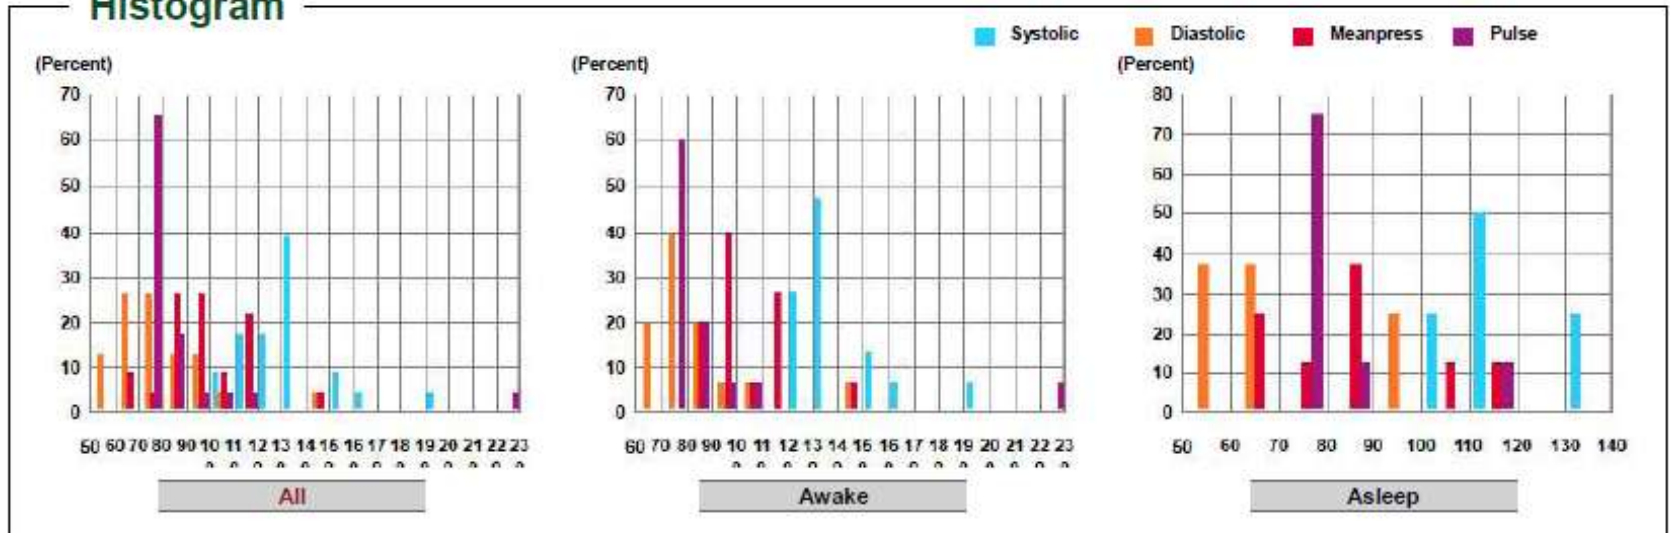 Histogram
Systolic Diastolic Meanpress Pulse
(Percent) (Percent) (Percent)
70 70 80
60 60 70
50 50 60
40 40 50
30 30 40
20 20 30
10 10 20
0 0 10
0
50 60 70 80 90 10 11 12 13 14 15 16 17 18 19 20 21 22 23
60 70 80 90 10 11 12 13 14 15 16 17 18 19 20 21 22 23
50 60 70 80 90 100 110 120 130 140
All Awake Asleep